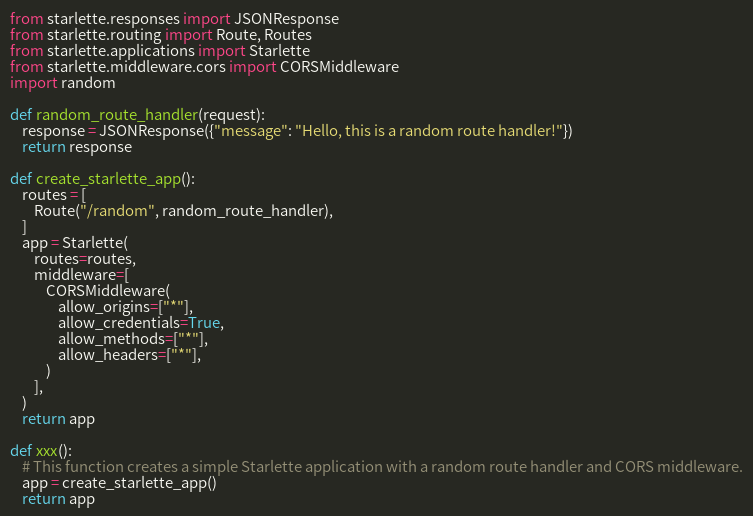 from starlette.responses import JSONResponse
from starlette.routing import Route, Routes
from starlette.applications import Starlette
from starlette.middleware.cors import CORSMiddleware
import random

def random_route_handler(request):
    response = JSONResponse({"message": "Hello, this is a random route handler!"})
    return response

def create_starlette_app():
    routes = [
        Route("/random", random_route_handler),
    ]
    app = Starlette(
        routes=routes,
        middleware=[
            CORSMiddleware(
                allow_origins=["*"],
                allow_credentials=True,
                allow_methods=["*"],
                allow_headers=["*"],
            )
        ],
    )
    return app

def xxx():
    # This function creates a simple Starlette application with a random route handler and CORS middleware.
    app = create_starlette_app()
    return app